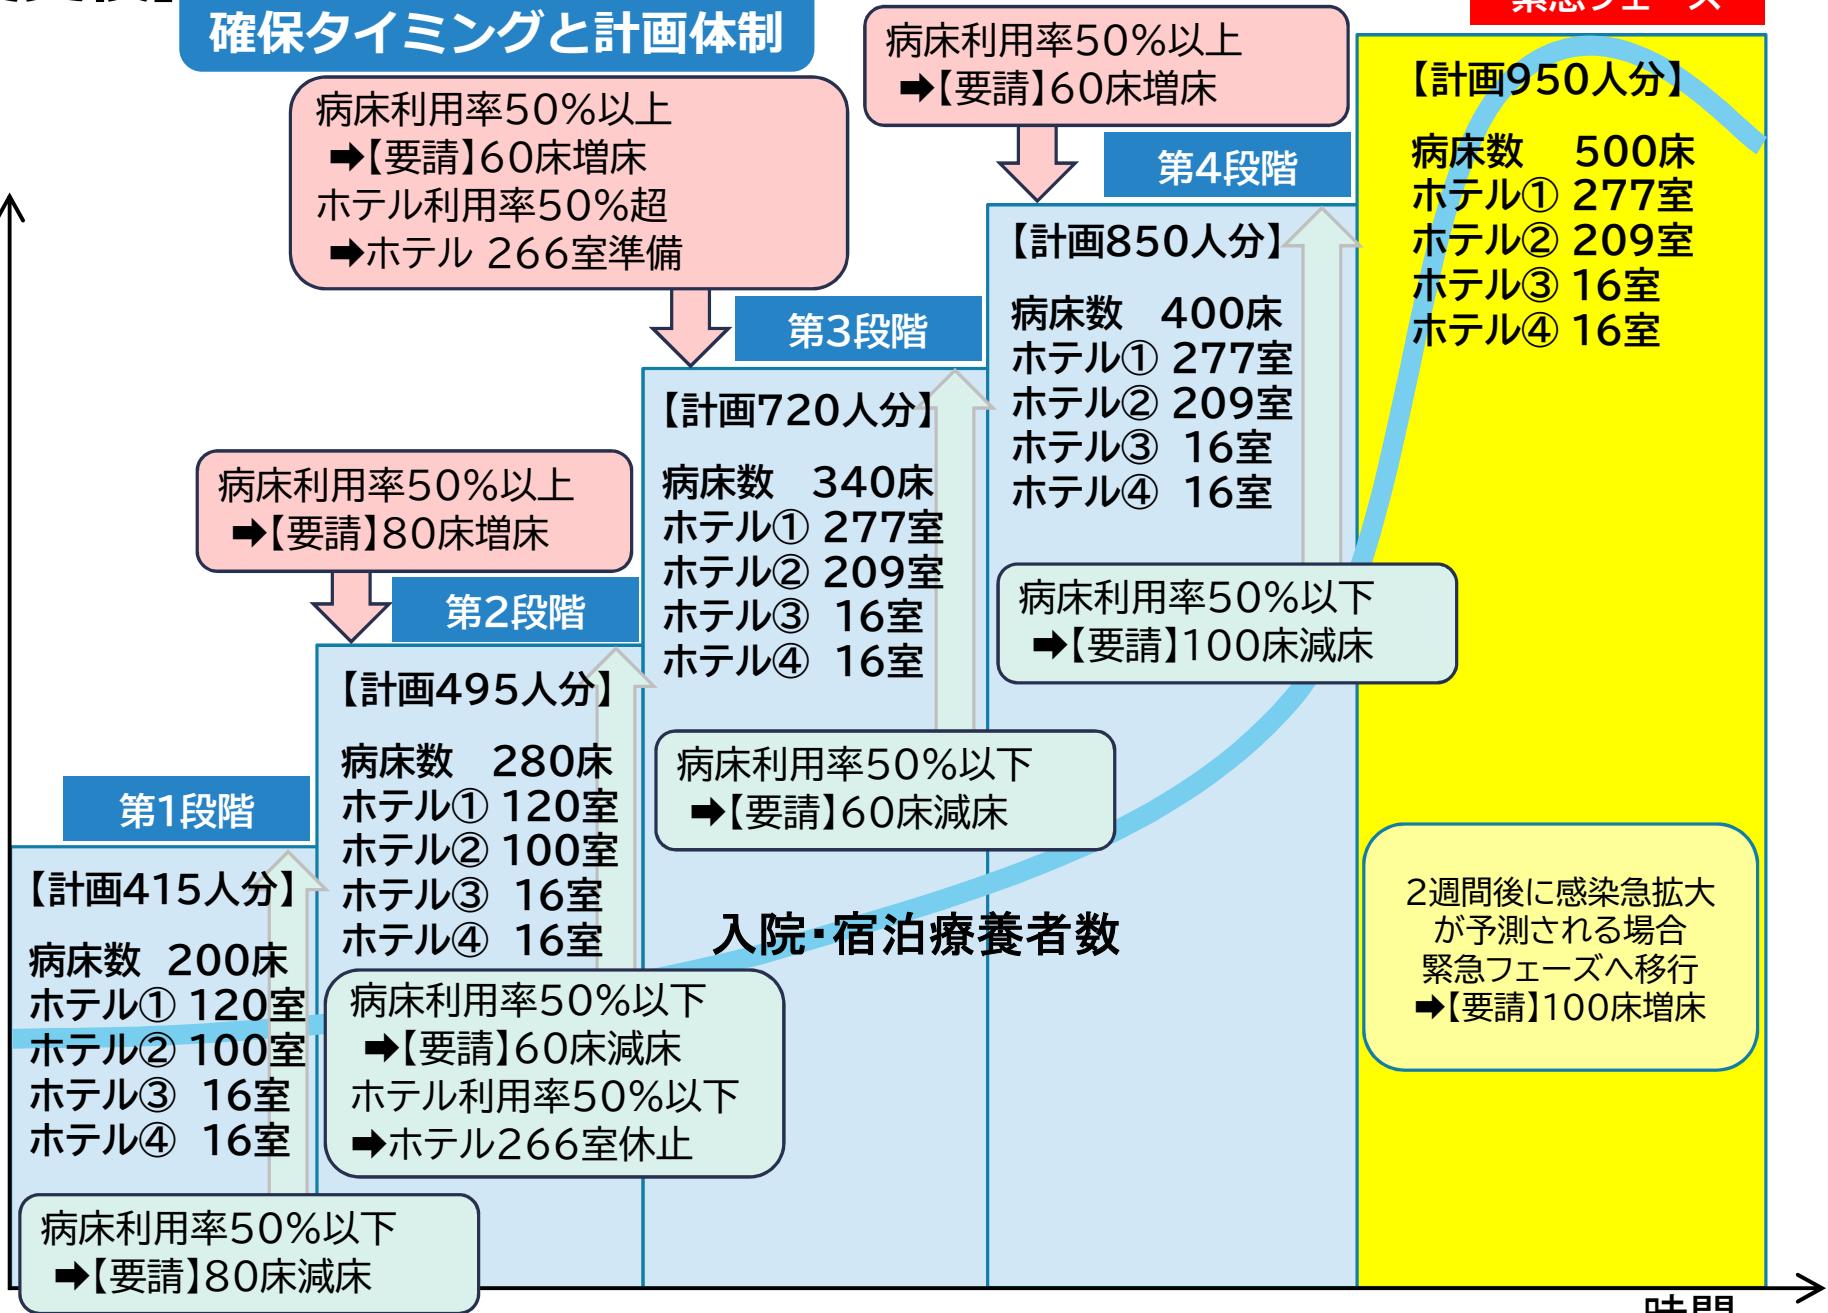 確保タイミングと計画体制
緊急フェーズ
病床利用率50%以上
➡【要請】60床増床
ホテル利用率50%超
➡ホテル 266室準備
病床利用率50%以上
➡【要請】60床増床
病床利用率50%以上
➡【要請】80床増床
第1段階
【計画415人分】
病床数 200床
ホテル① 120室
ホテル② 100室
ホテル③ 16室
ホテル④ 16室
病床利用率50%以下
➡【要請】80床減床
第2段階
【計画495人分】
病床数 280床
ホテル① 120室
ホテル② 100室
ホテル③ 16室
ホテル④ 16室
病床利用率50%以下
➡【要請】60床減床
ホテル利用率50%以下
➡ホテル266室休止
第3段階
【計画720人分】
病床数 340床
ホテル① 277室
ホテル② 209室
ホテル③ 16室
ホテル④ 16室
病床利用率50%以下
➡【要請】60床減床
入院・宿泊療養者数
第4段階
【計画850人分】
病床数 400床
ホテル① 277室
ホテル② 209室
ホテル③ 16室
ホテル④ 16室
病床利用率50%以下
➡【要請】100床減床
【計画950人分】
病床数 500床
ホテル① 277室
ホテル② 209室
ホテル③ 16室
ホテル④ 16室
2週間後に感染急拡大
が予測される場合
緊急フェーズへ移行
➡【要請】100床増床
時間